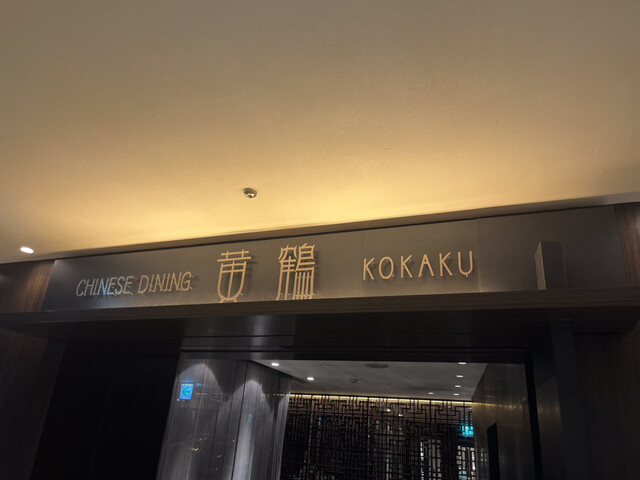 CHINESE DINING 黄鶴 KOKAKU